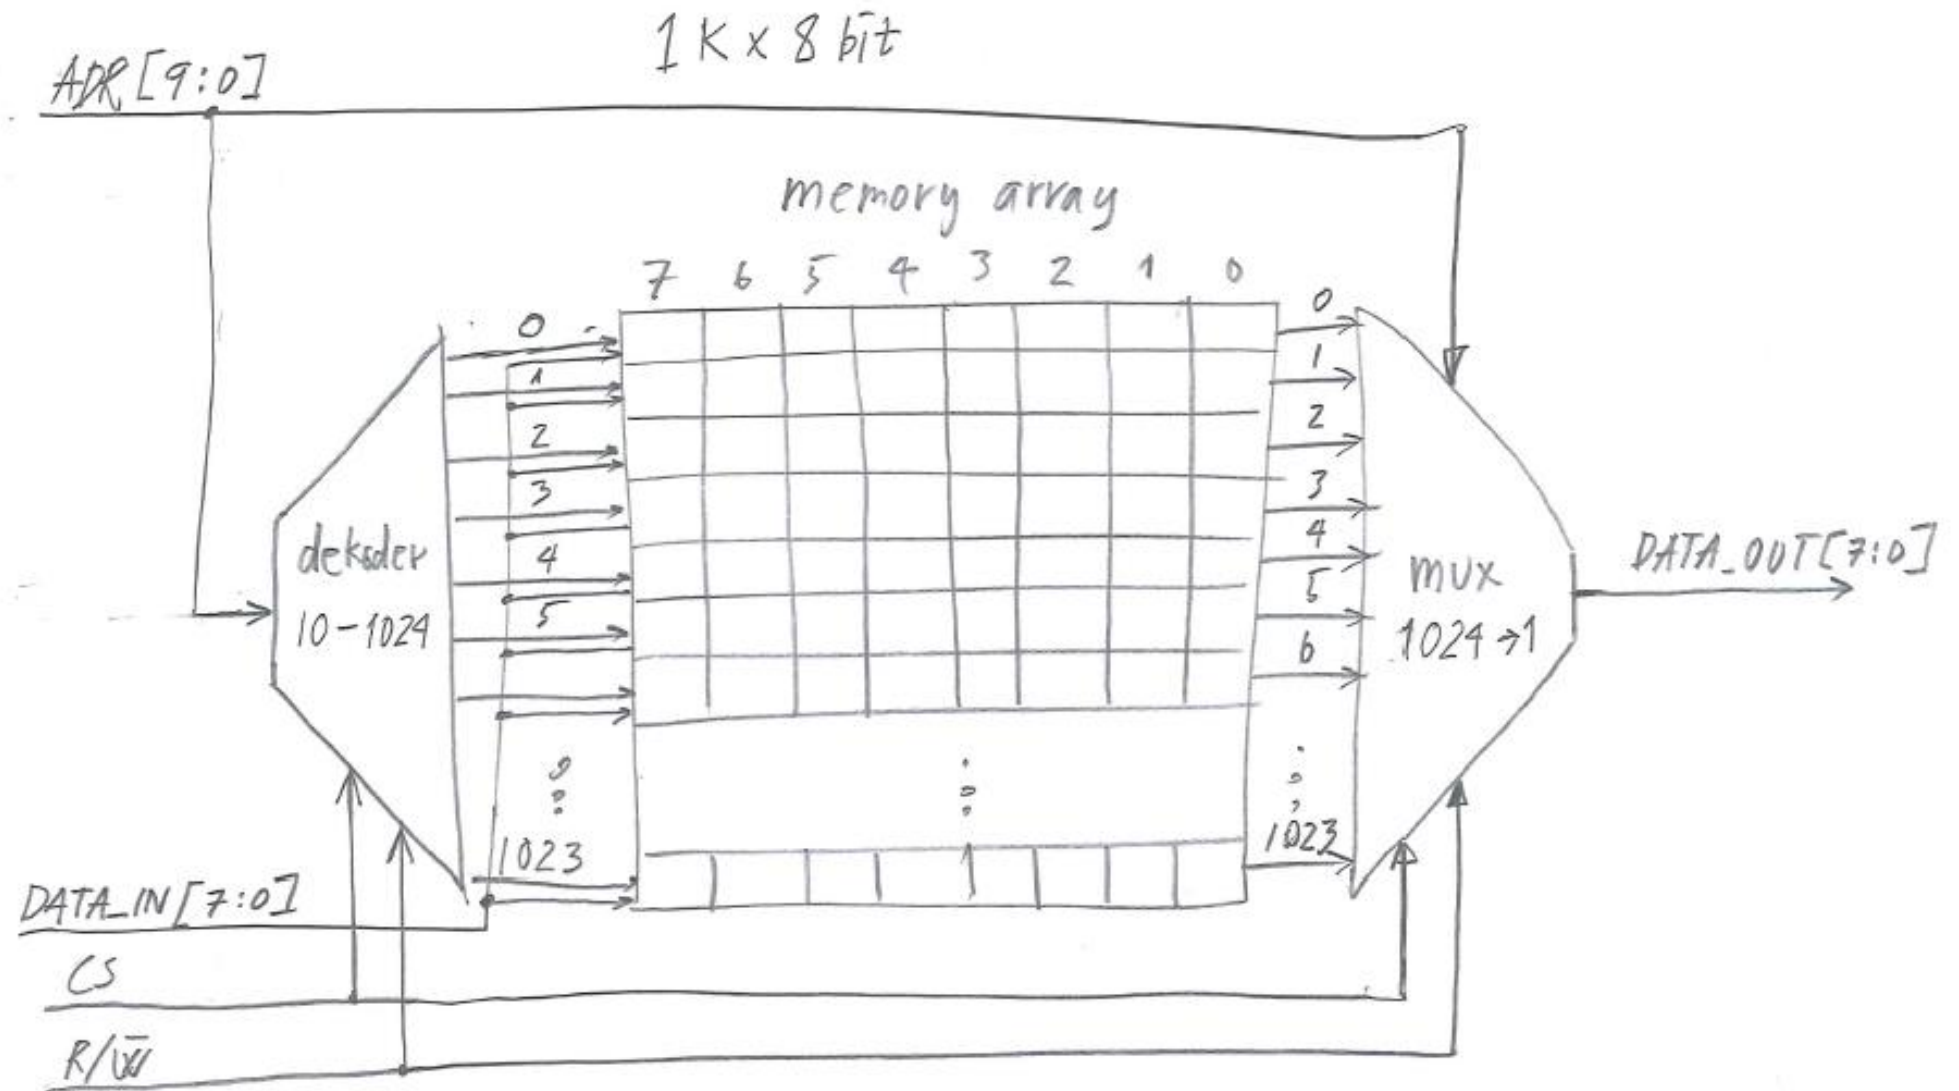 1K x 8 bit
ADR[9:0]
memory array
7 6 5 4 3 2 1 0
0
1
2
3
4
5
1023
dekoder
10-1024
0
1
2
3
4
5
6
1023
mux
1024→1
DATA_OUT[7:0]
DATA_IN[7:0]
CS
R/W̅